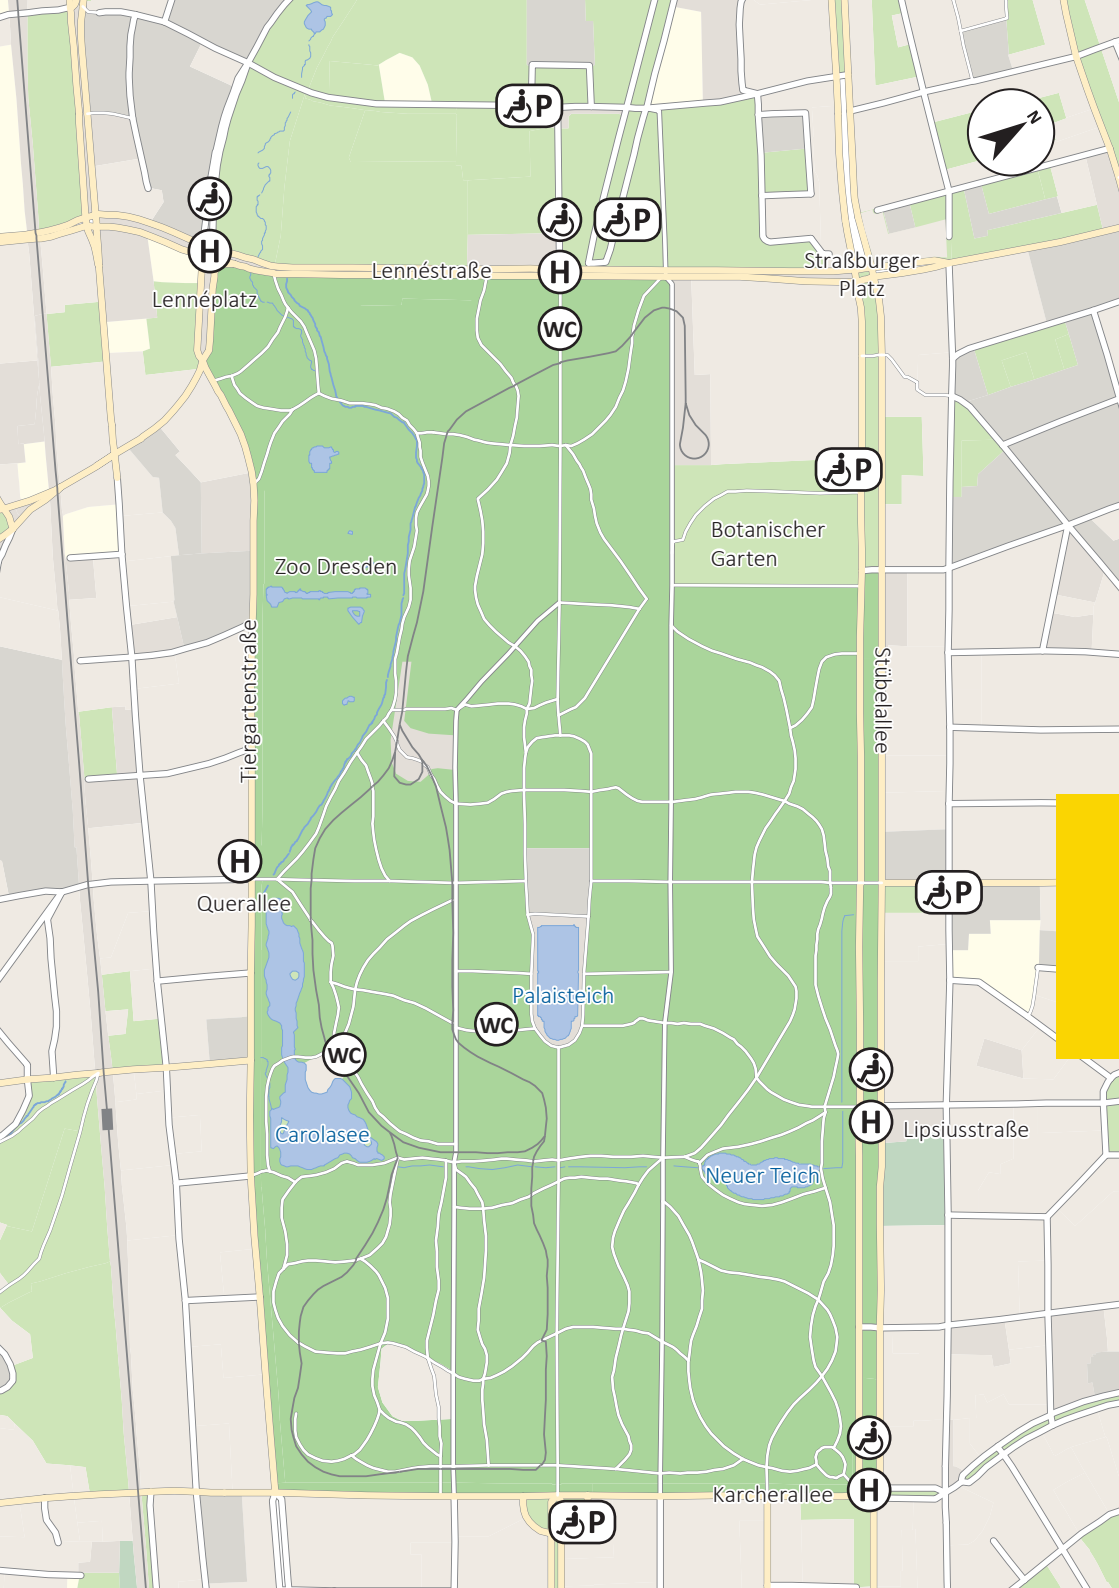 P
N
H
P
H
Lennéstraße
H
Straßburger
Platz
Lennéplatz
WC
P
Botanischer
Garten
Zoo Dresden
Tiergartenstraße
Stübelallee
H
Querallee
P
Palaisteich
WC
WC
H
Lipsiusstraße
Carolasee
Neuer Teich
H
Karcherallee
P